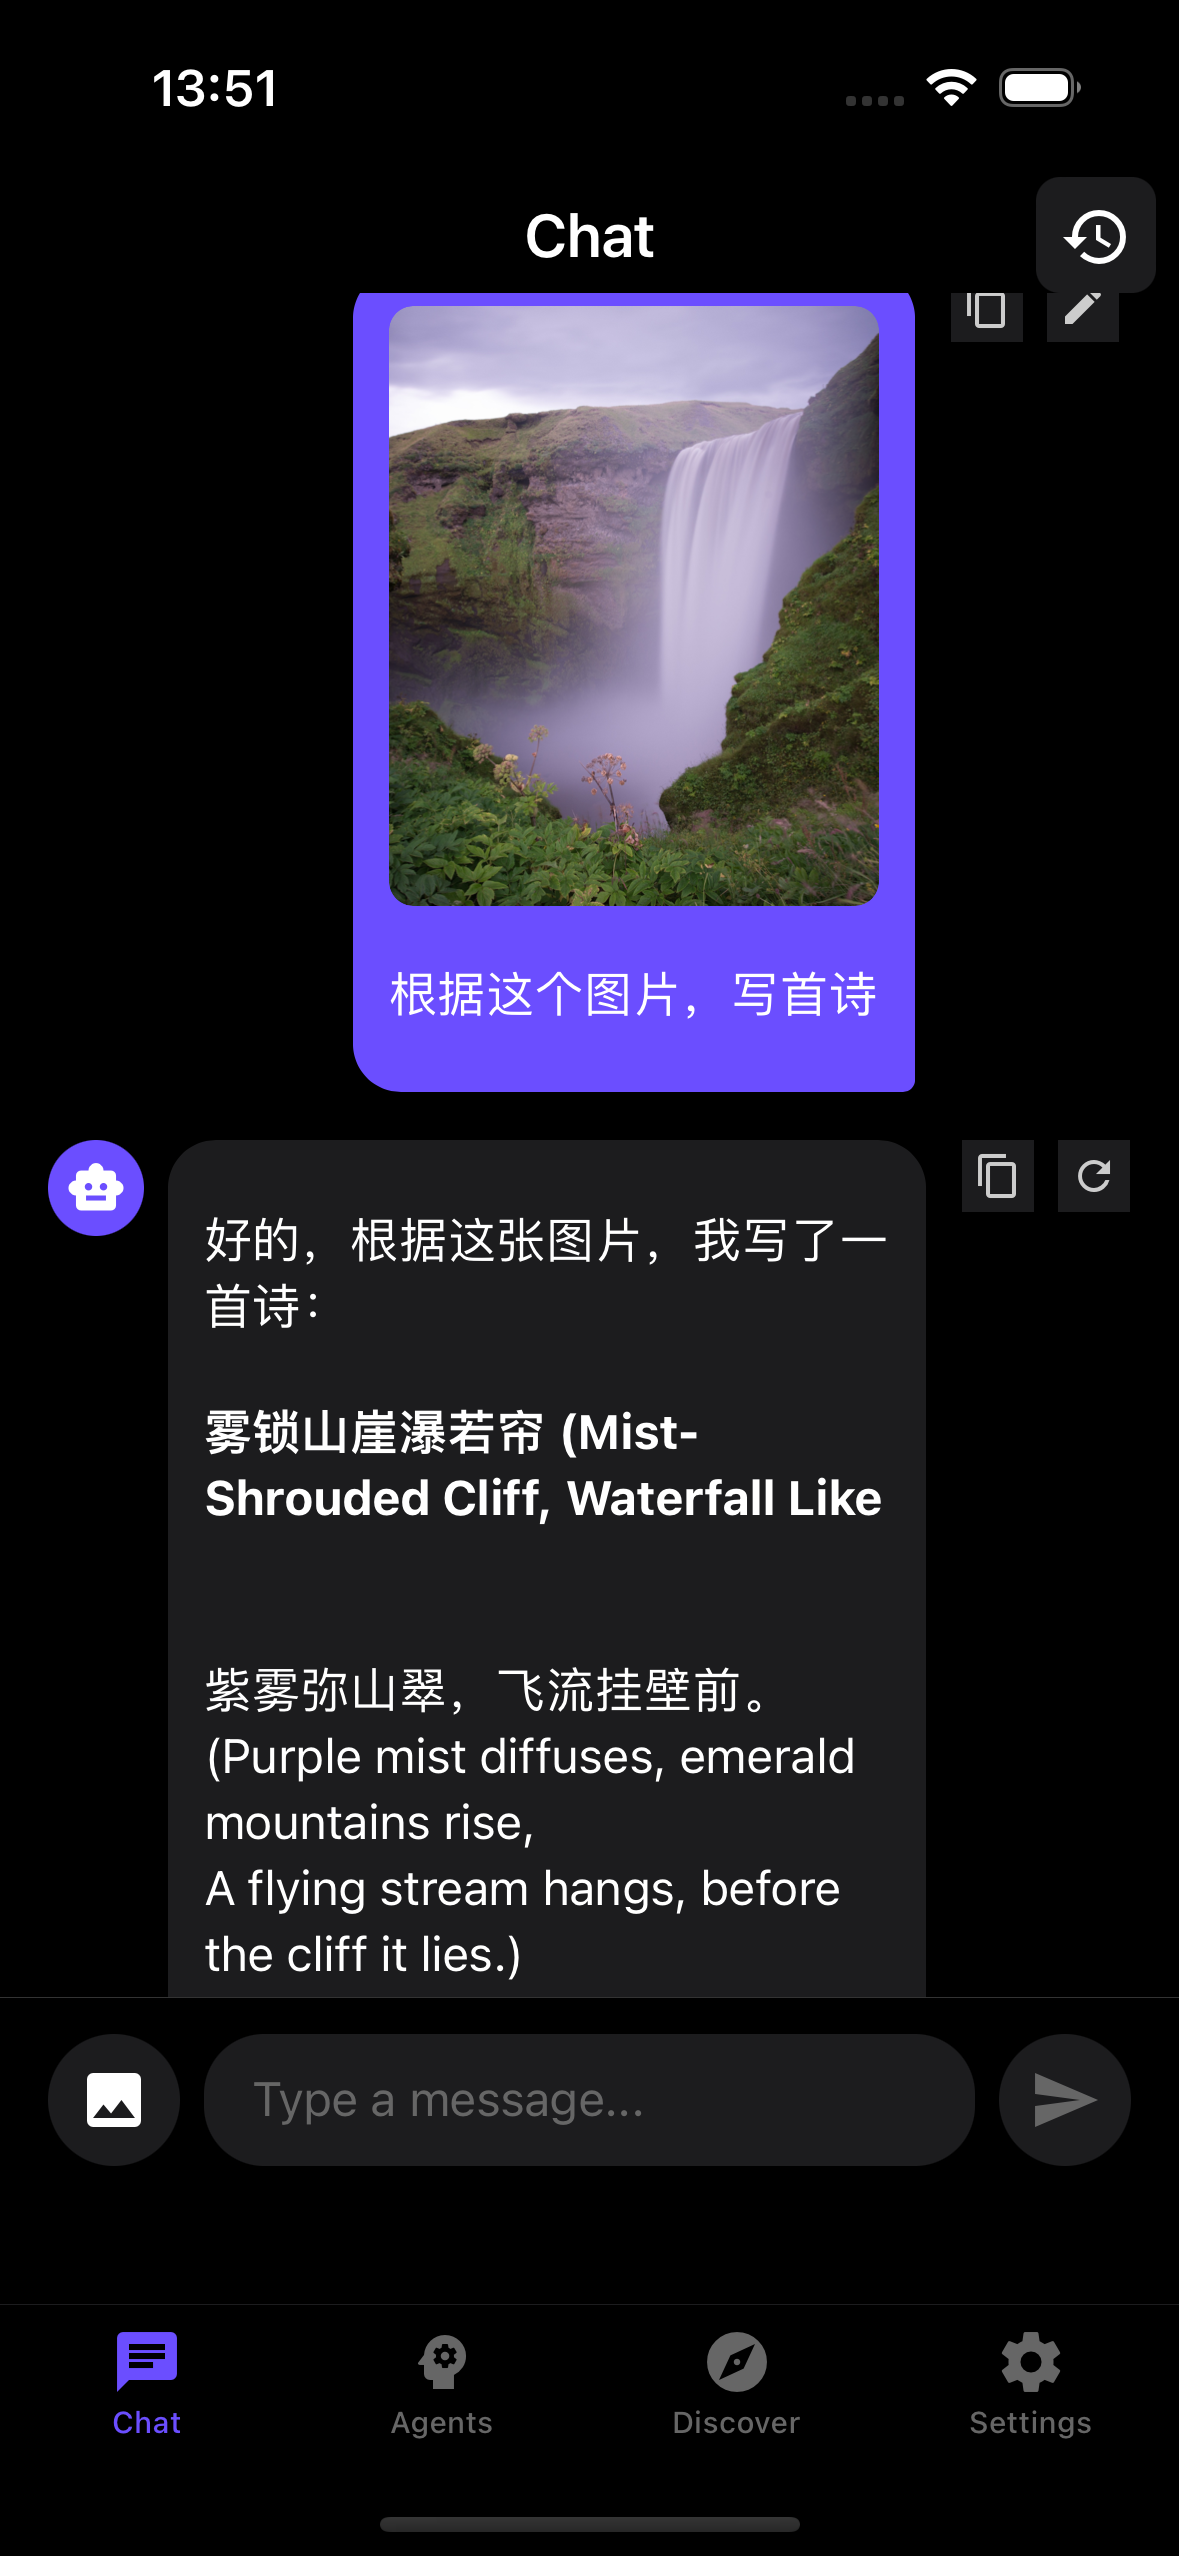 13:51
Chat
根据这个图片，写首诗
好的，根据这张图片，我写了一
首诗：
雾锁山崖瀑若帘 (Mist-
Shrouded Cliff, Waterfall Like
紫雾弥山翠，飞流挂壁前。
(Purple mist diffuses, emerald
mountains rise,
A flying stream hangs, before
the cliff it lies.)
Type a message...
Chat
Agents
Discover
Settings